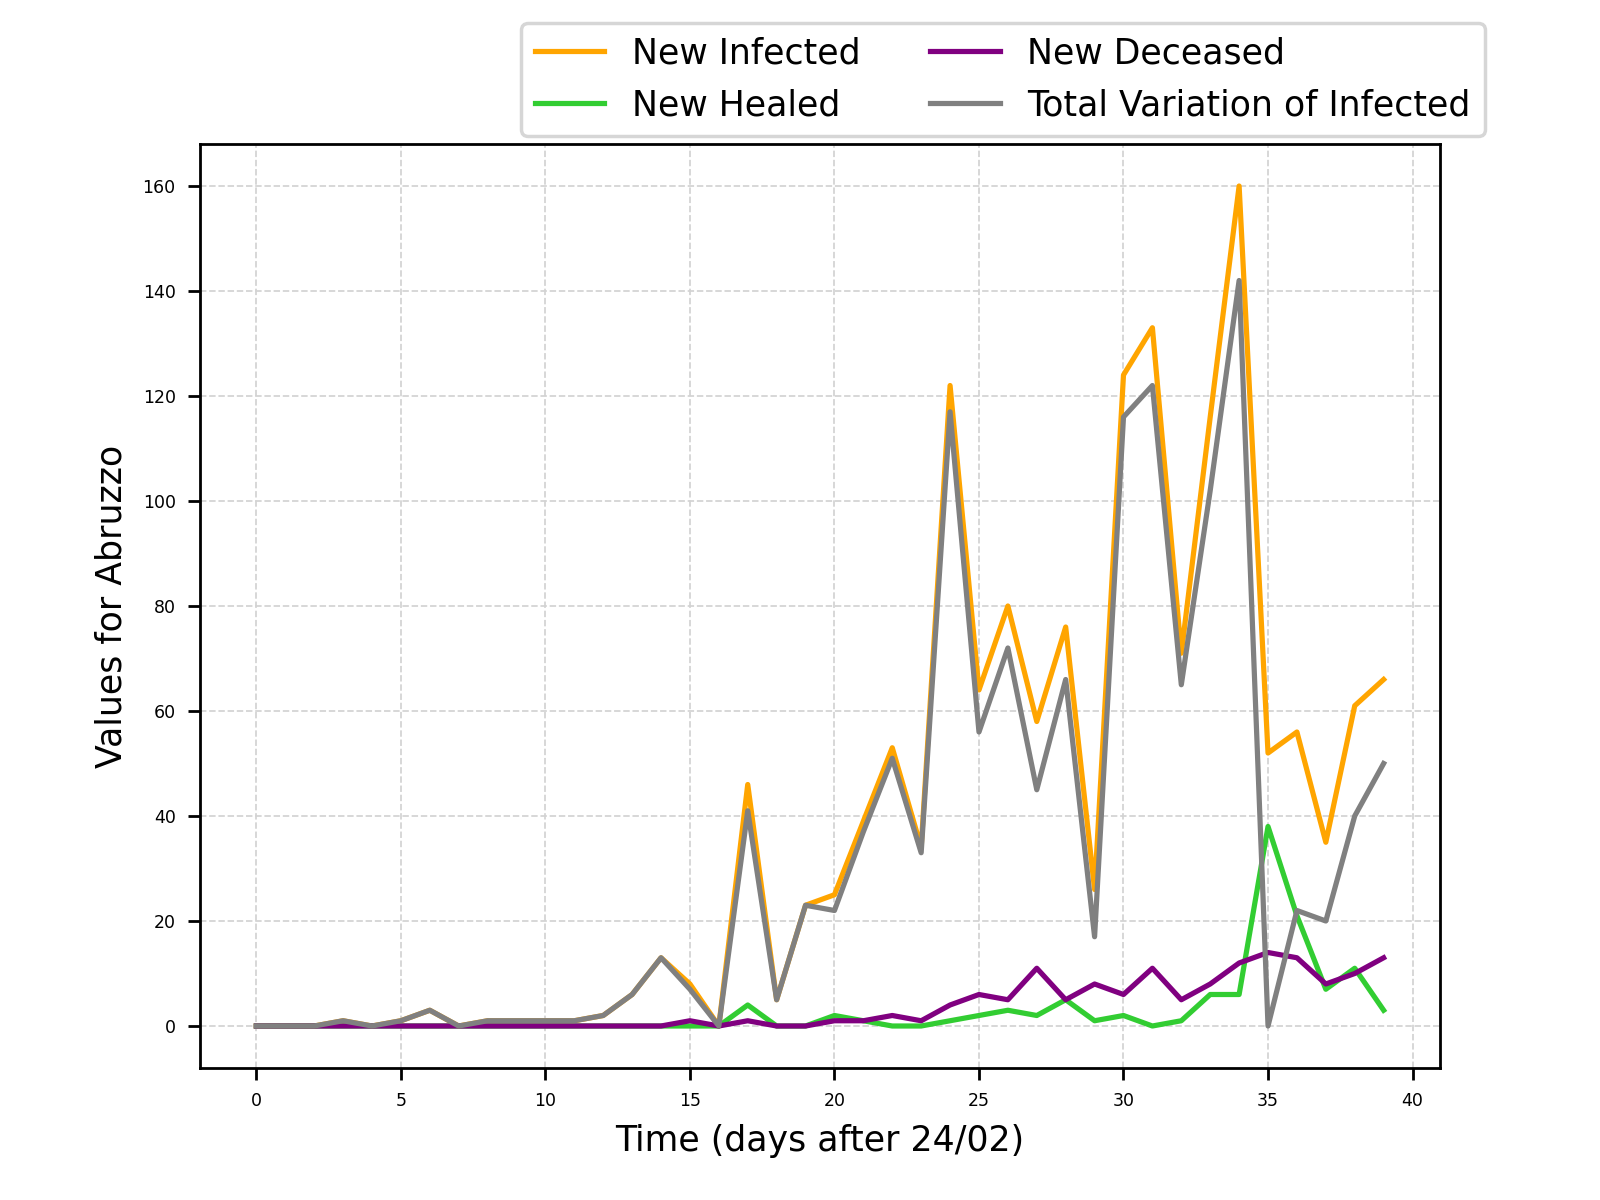 New Infected
New Healed
New Deceased
Total Variation of Infected
Values for Abruzzo
160
140
120
100
80
60
40
20
0
0 5 10 15 20 25 30 35 40
Time (days after 24/02)